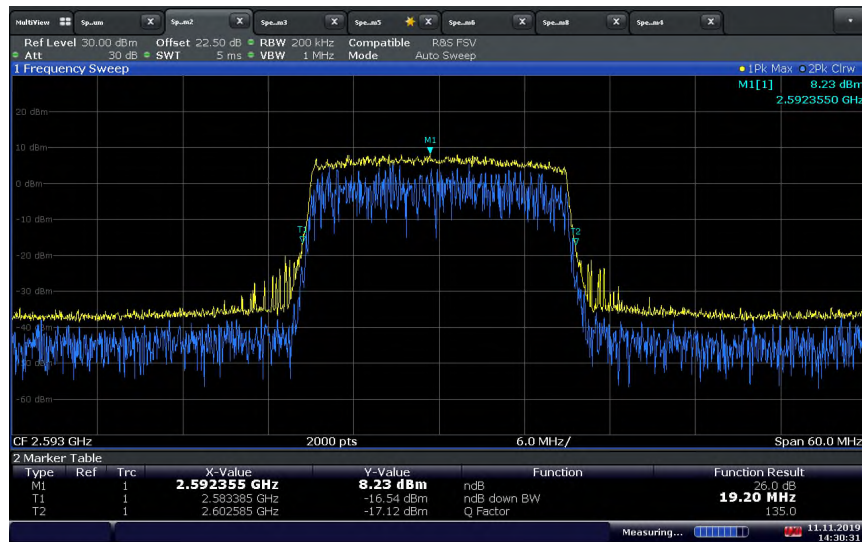 MultiView Sp...um X Sp...m2 X Spe...m3 X Spe...m5 X Spe...m6 X Spe...m8 X Spe...m4 X
Ref Level 30.00 dBm Offset 22.50 dB RBW 200 kHz Compatible R&S FSV
Att 30 dB SWT 5 ms VBW 1 MHz Mode Auto Sweep
1 Frequency Sweep 1Pk Max 2Pk Clrw
M1[1] 8.23 dBm
2.5923550 GHz
20 dBm
10 dBm
M1
0 dBm
-10 dBm
T2
-20 dBm
-30 dBm
-40 dBm
-60 dBm
CF 2.593 GHz 2000 pts 6.0 MHz/ Span 60.0 MHz
2 Marker Table
Type Ref Trc X-Value Y-Value Function Function Result
M1 1 2.592355 GHz 8.23 dBm ndB 26.0 dB
T1 1 2.583385 GHz -16.54 dBm ndB down BW 19.20 MHz
T2 1 2.602585 GHz -17.12 dBm Q Factor 135.0
Measuring... 11.11.2019
14:30:31